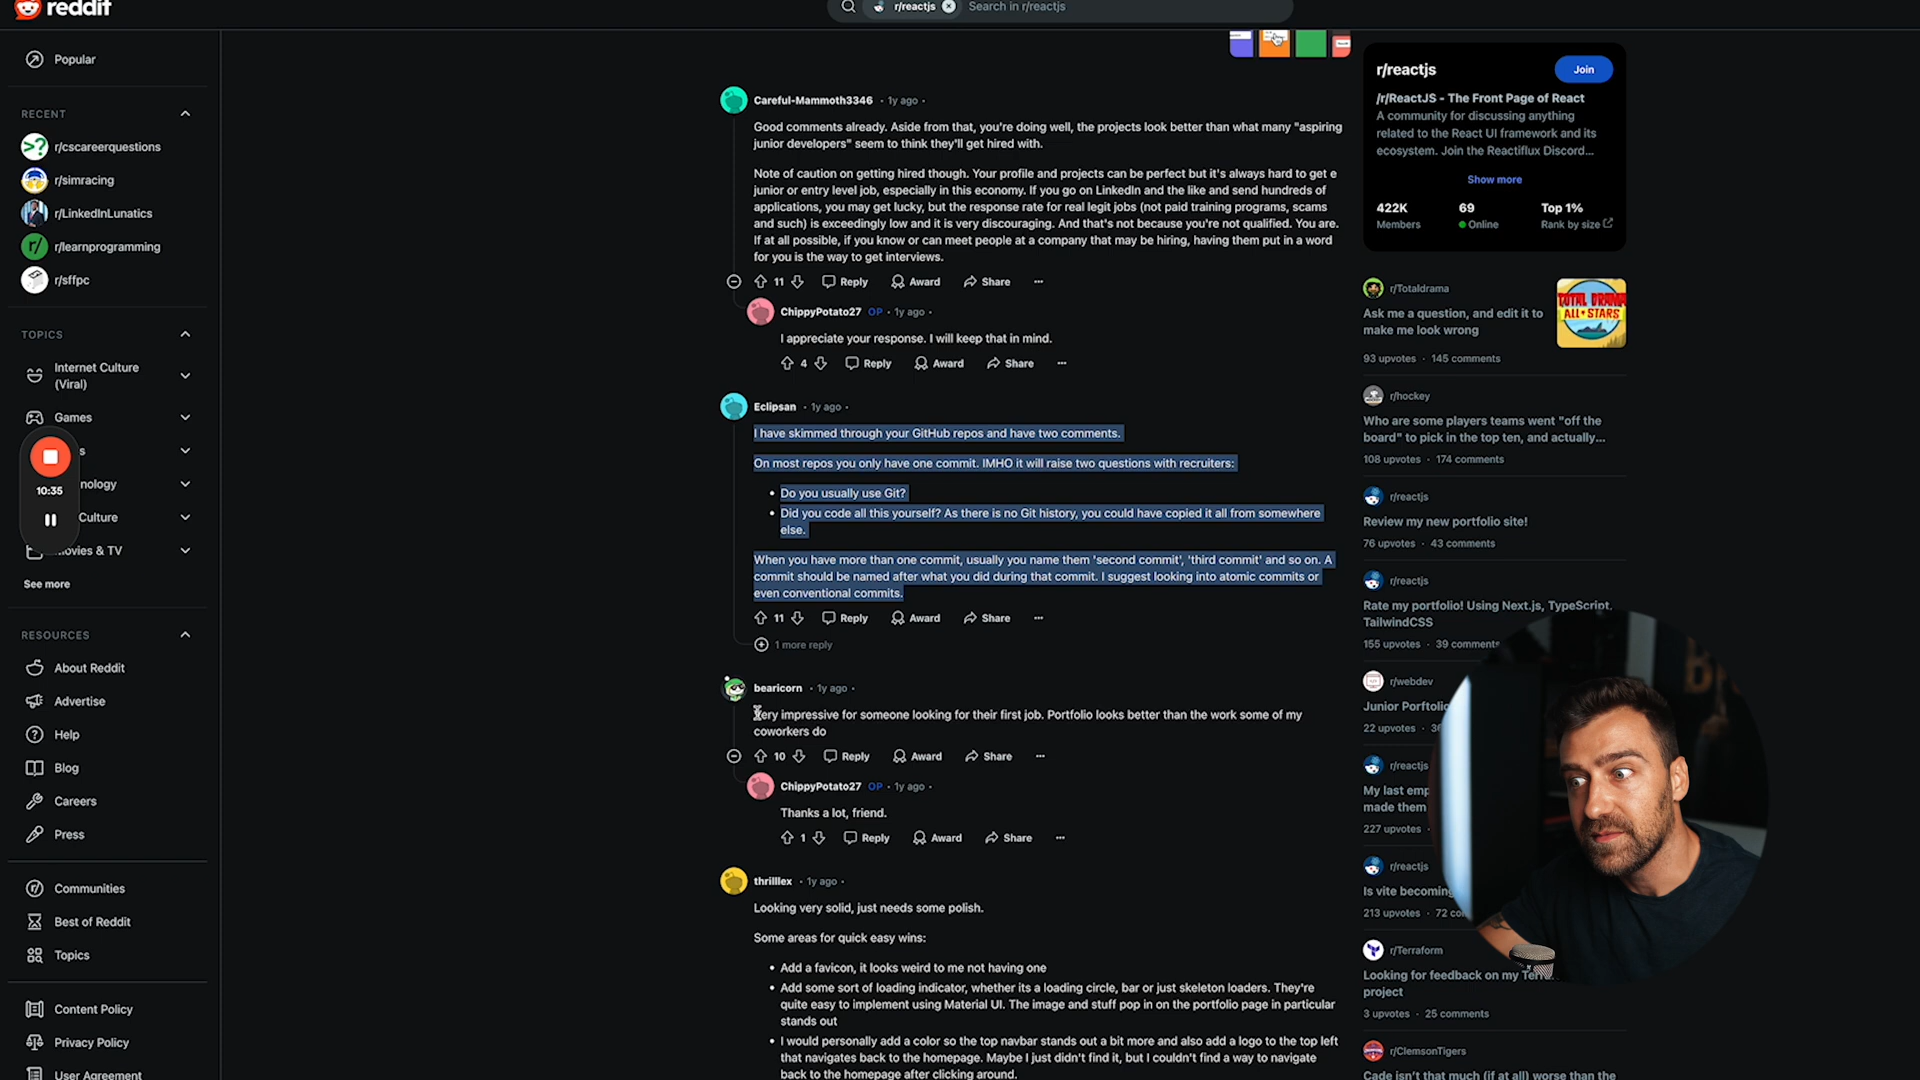 reddit
r/reactjs
Search in r/reactjs
Popular
RECENT
r/cscareerquestions
r/simracing
r/LinkedInLunatics
r/learnprogramming
r/sffpc
TOPICS
Internet Culture
(Viral)
Games
s
10:35
nology
Culture
ovies & TV
See more
RESOURCES
About Reddit
Advertise
Help
Blog
Careers
Press
Communities
Best of Reddit
Topics
Content Policy
Privacy Policy
User Agreement
Careful-Mammoth3346 • 1y ago •
Good comments already. Aside from that, you're doing well, the projects look better than what many "aspiring
junior developers" seem to think they'll get hired with.
Note of caution on getting hired though. Your profile and projects can be perfect but it's always hard to get e
junior or entry level job, especially in this economy. If you go on LinkedIn and the like and send hundreds of
applications, you may get lucky, but the response rate for real legit jobs (not paid training programs, scams
and such) is exceedingly low and it is very discouraging. And that's not because you're not qualified. You are.
If at all possible, if you know or can meet people at a company that may be hiring, having them put in a word
for you is the way to get interviews.
11 Reply Award Share
ChippyPotato27 OP • 1y ago •
I appreciate your response. I will keep that in mind.
4 Reply Award Share
Eclipsan • 1y ago •
I have skimmed through your GitHub repos and have two comments.
On most repos you only have one commit. IMHO it will raise two questions with recruiters:
• Do you usually use Git?
• Did you code all this yourself? As there is no Git history, you could have copied it all from somewhere
else.
When you have more than one commit, usually you name them 'second commit', 'third commit' and so on. A
commit should be named after what you did during that commit. I suggest looking into atomic commits or
even conventional commits.
11 Reply Award Share
1 more reply
bearicorn • 1y ago •
Very impressive for someone looking for their first job. Portfolio looks better than the work some of my
coworkers do
10 Reply Award Share
ChippyPotato27 OP • 1y ago •
Thanks a lot, friend.
1 Reply Award Share
thrilllex • 1y ago •
Looking very solid, just needs some polish.
Some areas for quick easy wins:
• Add a favicon, it looks weird to me not having one
• Add some sort of loading indicator, whether its a loading circle, bar or just skeleton loaders. They're
quite easy to implement using Material UI. The image and stuff pop in on the portfolio page in particular
stands out
• I would personally add a color so the top navbar stands out a bit more and also add a logo to the top left
that navigates back to the homepage. Maybe I just didn't find it, but I couldn't find a way to navigate
back to the homepage after clicking around.
r/reactjs
Join
/r/ReactJS - The Front Page of React
A community for discussing anything
related to the React UI framework and its
ecosystem. Join the Reactiflux Discord...
Show more
422K 69 Top 1%
Members Online Rank by size
r/Totaldrama
Ask me a question, and edit it to
make me look wrong
TOTAL DRAMA
ALL★STARS
93 upvotes • 145 comments
r/hockey
Who are some players teams went "off the
board" to pick in the top ten, and actually...
108 upvotes • 174 comments
r/reactjs
Review my new portfolio site!
76 upvotes • 43 comments
r/reactjs
Rate my portfolio! Using Next.js, TypeScript,
TailwindCSS
155 upvotes • 39 comments
r/webdev
Junior Porftolio
22 upvotes •
r/reactjs
My last emp
made them
227 upvotes •
r/reactjs
Is vite becoming
213 upvotes • 72 co
r/Terraform
Looking for feedback on my Ter
project
3 upvotes • 25 comments
r/ClemsonTigers
Cade isn't that much (if at all) worse than the